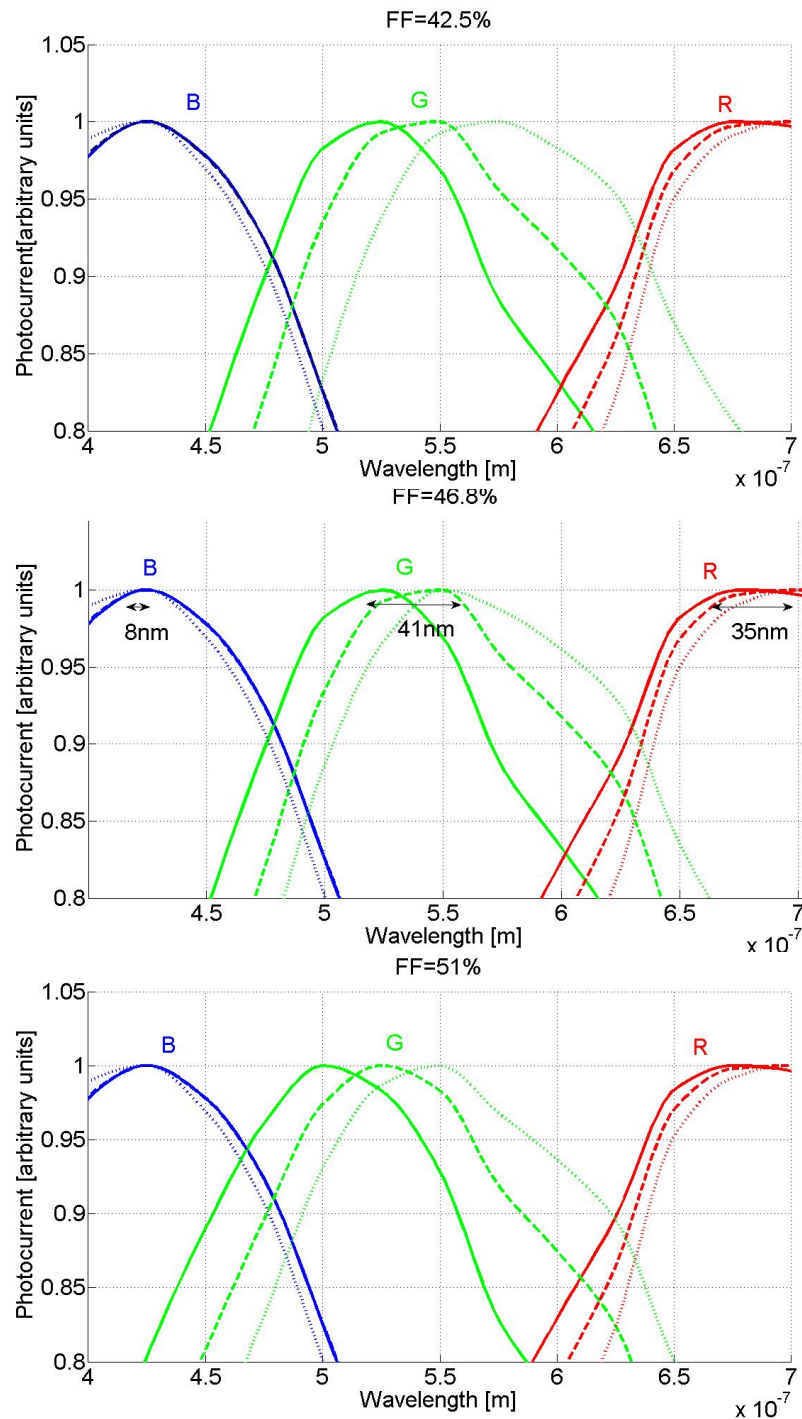 FF=42.5%
Photocurrent[arbitrary units]
1.05
1
0.95
0.9
0.85
0.8
B
G
R
4 4.5 5 5.5 6 6.5 7
Wavelength [m]
x 10-7
FF=46.8%
Photocurrent [arbitrary units]
1
0.95
0.9
0.85
0.8
B
G
R
8nm
41nm
35nm
4.5 5 5.5 6 6.5 7
Wavelength [m]
x 10-7
FF=51%
Photocurrent [arbitrary units]
1.05
1
0.95
0.9
0.85
0.8
B
G
R
4 4.5 5 5.5 6 6.5 7
Wavelength [m]
x 10-7